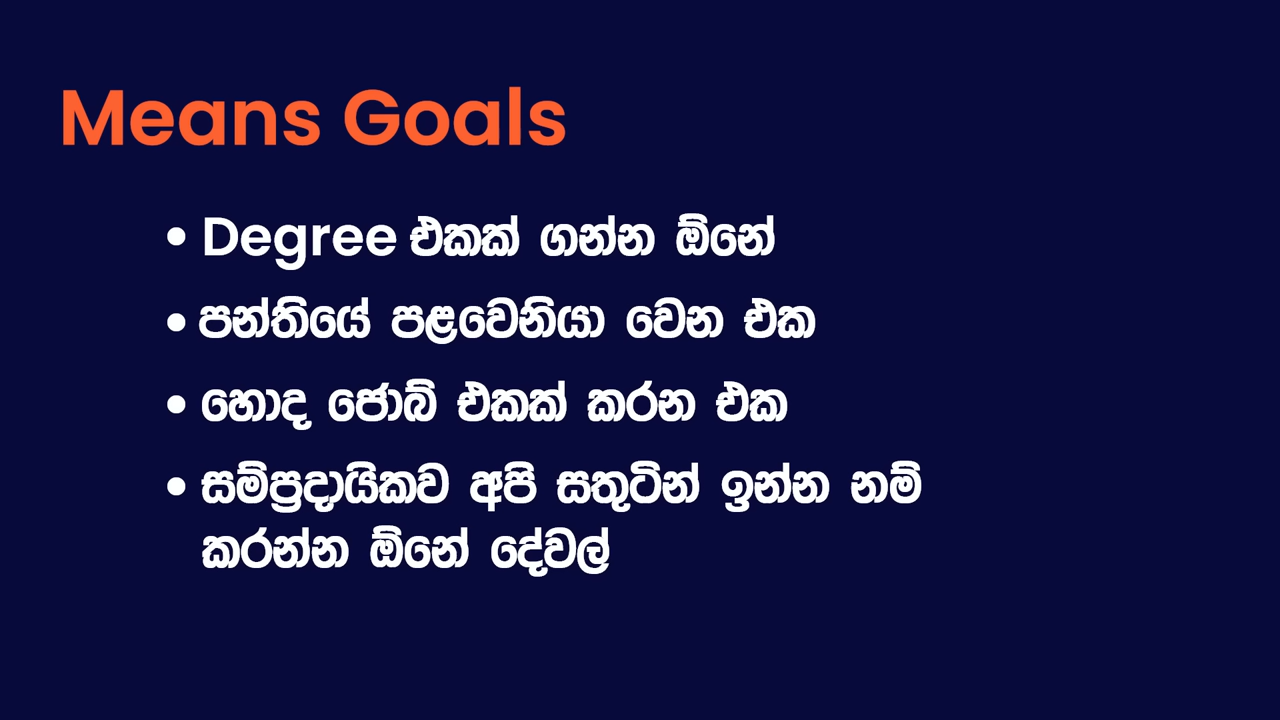 Means Goals
• Degree එකක් ගන්න ඕනේ
• පන්තියේ පළවෙනියා වෙන එක
• හොද ජොබ් එකක් කරන එක
• සම්ප්‍රදායිකව අපි සතුටින් ඉන්න නම්
කරන්න ඕනේ දේවල්